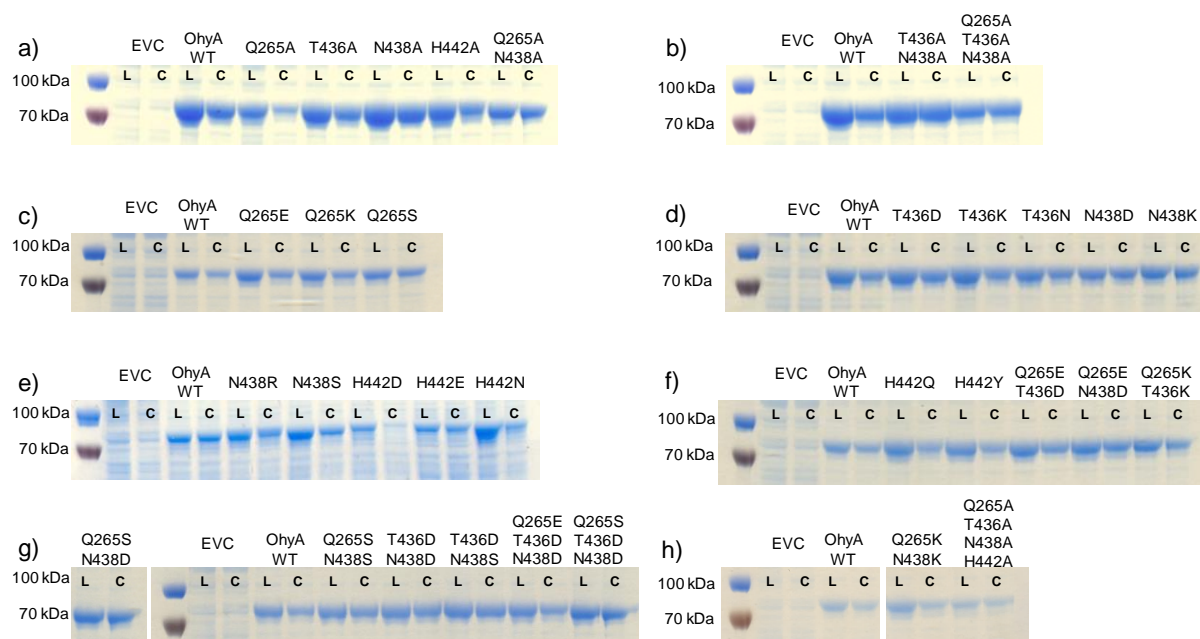 a)
EVC
OhyA
WT
Q265A
T436A
N438A
H442A
Q265A
N438A
100 kDa
L C L C L C L C L C L C L C
70 kDa
b)
EVC
OhyA
WT
T436A
N438A
Q265A
T436A
N438A
100 kDa
L C L C L C L C
70 kDa
c)
EVC
OhyA
WT
Q265E
Q265K
Q265S
100 kDa
L C L C L C L C L C
70 kDa
d)
EVC
OhyA
WT
T436D
T436K
T436N
N438D
N438K
100 kDa
L C L C L C L C L C L C L C
70 kDa
e)
EVC
OhyA
WT
N438R
N438S
H442D
H442E
H442N
100 kDa
L C L C L C L C L C L C L C
70 kDa
f)
EVC
OhyA
WT
H442Q
H442Y
Q265E
T436D
Q265E
N438D
Q265K
T436K
100 kDa
L C L C L C L C L C L C L C
70 kDa
g)
Q265S
N438D
EVC
OhyA
WT
Q265S
N438S
T436D
N438D
T436D
N438S
Q265E
T436D
N438D
Q265S
T436D
N438D
100 kDa
L C L C L C L C L C L C L C L C
70 kDa
h)
EVC
OhyA
WT
Q265K
N438K
Q265A
T436A
N438A
H442A
100 kDa
L C L C L C L C
70 kDa